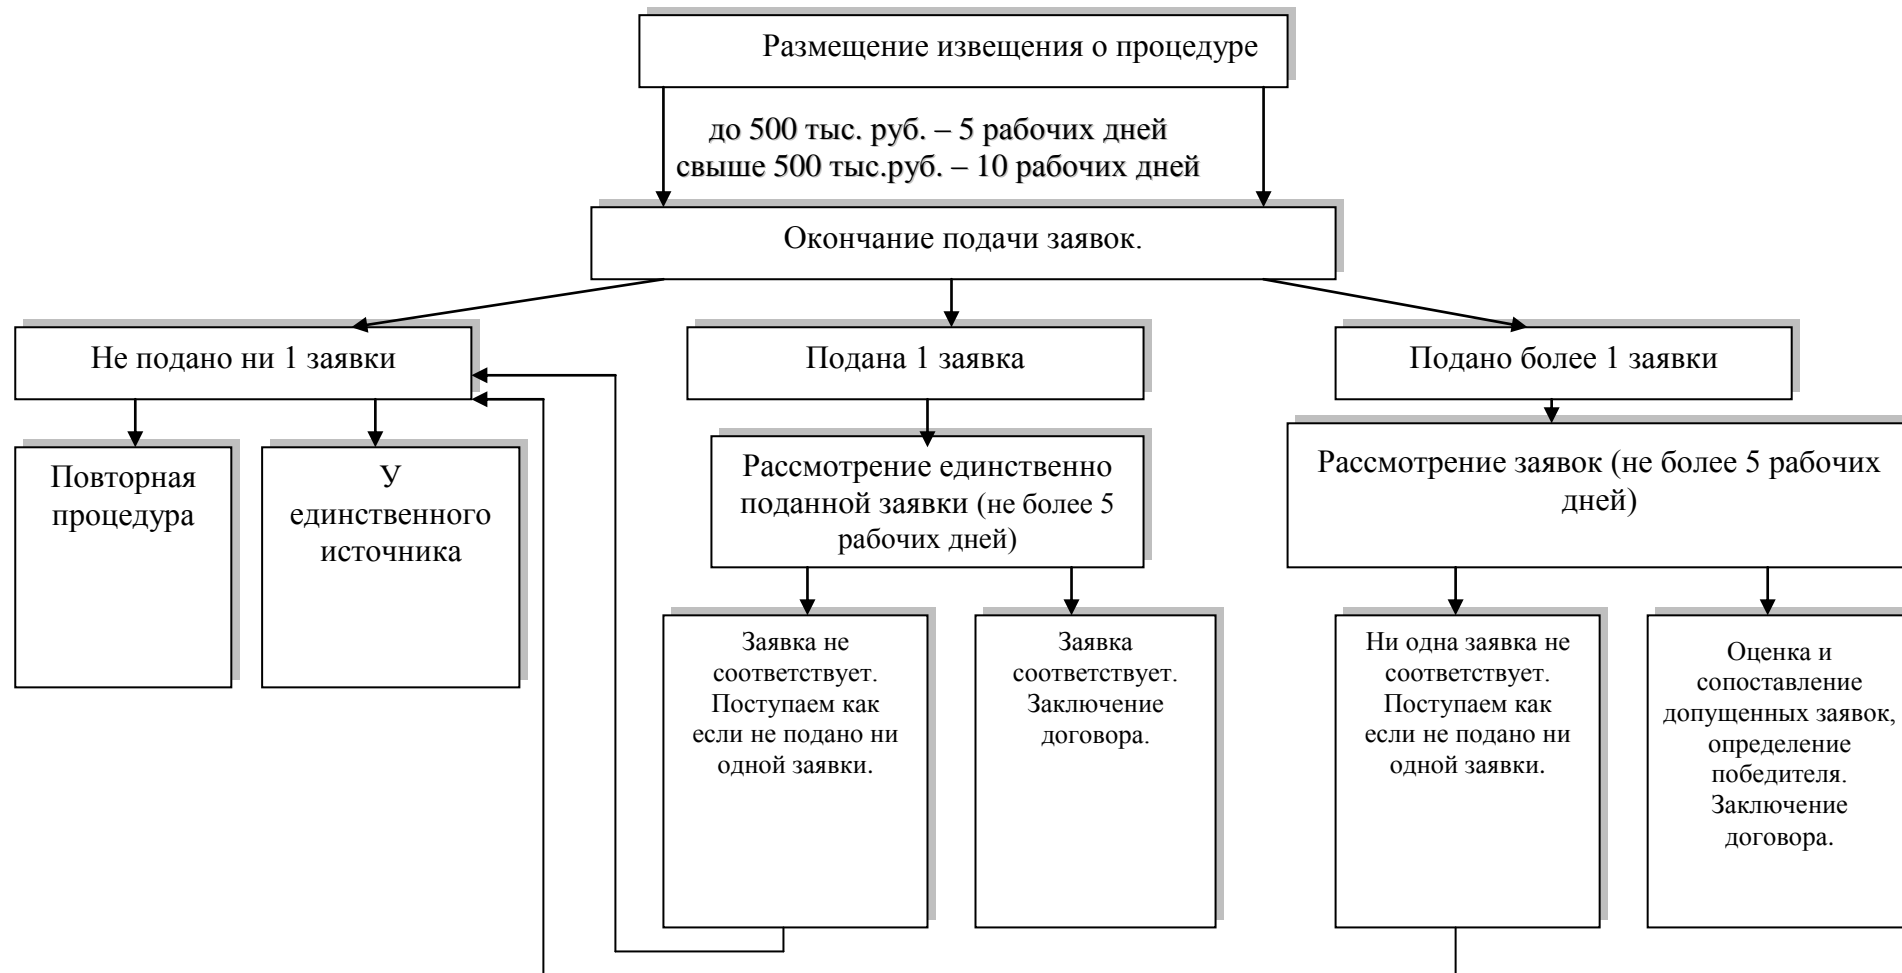 Размещение извещения о процедуре
до 500 тыс. руб. – 5 рабочих дней
свыше 500 тыс.руб. – 10 рабочих дней
Окончание подачи заявок.
Не подано ни 1 заявки
Подана 1 заявка
Подано более 1 заявки
Повторная
процедура
У
единственного
источника
Рассмотрение единственно
поданной заявки (не более 5
рабочих дней)
Рассмотрение заявок (не более 5 рабочих
дней)
Заявка не
соответствует.
Поступаем как
если не подано ни
одной заявки.
Заявка
соответствует.
Заключение
договора.
Ни одна заявка не
соответствует.
Поступаем как
если не подано ни
одной заявки.
Оценка и
сопоставление
допущенных заявок,
определение
победителя.
Заключение
договора.